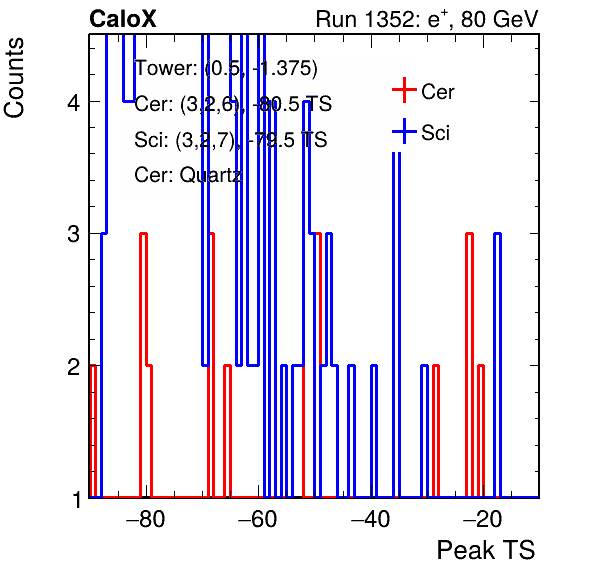 CaloX Run 1352: e+, 80 GeV
Counts
Tower: (0.5, -1.375)
Cer: (3,2,6), -80.5 TS
Sci: (3,2,7), -79.5 TS
Cer: Quartz
Cer
Sci
4
3
2
1
−80 −60 −40 −20
Peak TS